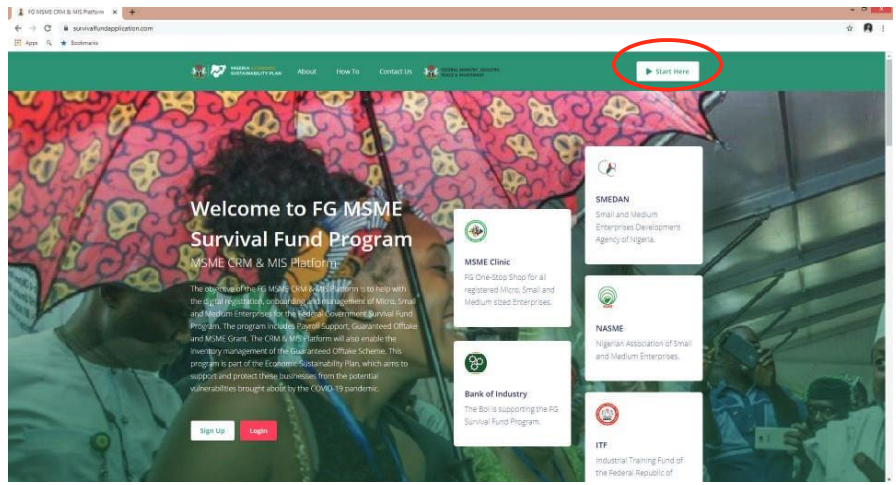 FG MSME CRM & MIS Platform
survivalfundapplication.com
Apps
Bookmarks
NIGERIA ECONOMIC
SUSTAINABILITY PLAN
About
How To
Contact Us
FEDERAL MINISTRY, INDUSTRY,
TRADE & INVESTMENT
Start Here
Welcome to FG MSME
Survival Fund Program
MSME CRM & MIS Platform
The objective of the FG MSME CRM & MIS Platform is to help with
the digital registration, onboarding and management of Micro, Small
and Medium Enterprises for the Federal Government Survival Fund
Program. The program includes Payroll Support, Guaranteed Offtake
and MSME Grant. The CRM & MIS Platform will also enable the
inventory management of the Guaranteed Offtake Scheme. This
program is part of the Economic Sustainability Plan, which aims to
support and protect these businesses from the potential
vulnerabilities brought about by the COVID-19 pandemic.
Sign Up
Login
MSME Clinic
FG One-Stop Shop for all
registered Micro, Small and
Medium sized Enterprises.
Bank of Industry
The BoI is supporting the FG
Survival Fund Program.
SMEDAN
Small and Medium
Enterprises Development
Agency of Nigeria.
NASME
Nigerian Association of Small
and Medium Enterprises.
ITF
Industrial Training Fund of
the Federal Republic of